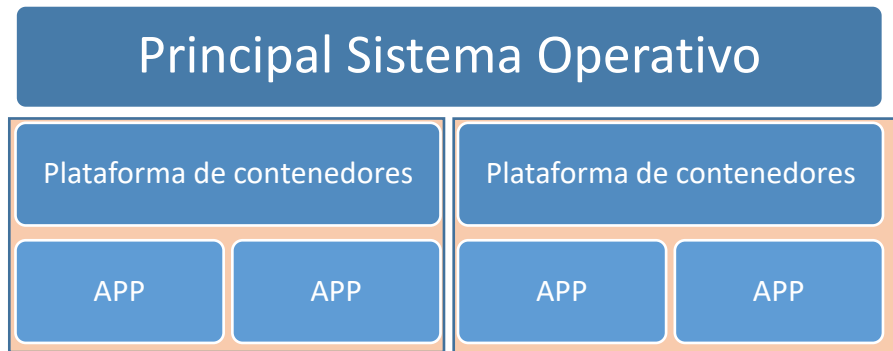 Principal Sistema Operativo
Plataforma de contenedores
Plataforma de contenedores
APP
APP
APP
APP